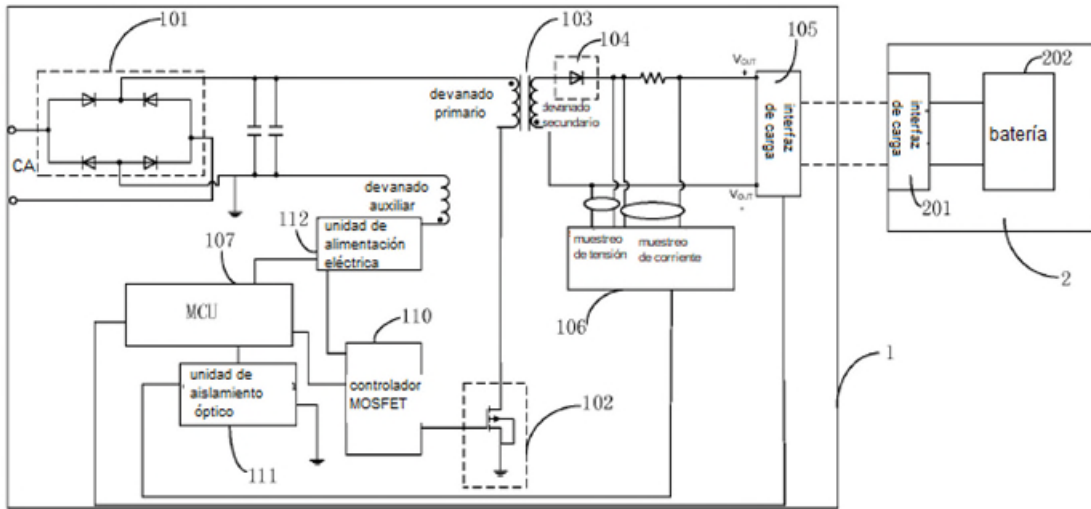 101
103
104
105
202
V OUT
devanado
primario
devanado
secundario
interfaz
de carga
interfaz
de carga
batería
CA
201
devanado
auxiliar
V OUT
112
unidad de
alimentación
eléctrica
muestreo
de tensión
muestreo
de corriente
107
2
106
MCU
110
1
unidad de
aislamiento
óptico
controlador
MOSFET
102
111